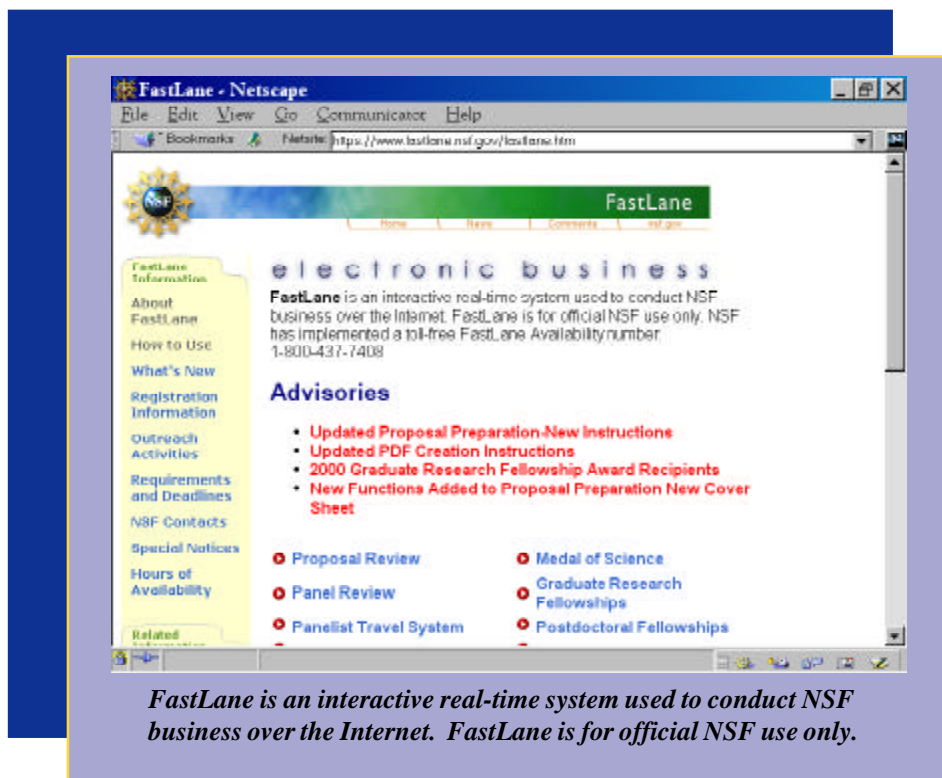 FastLane - Netscape
File Edit View Go Communicator Help
Bookmarks Netsite: https://www.fastlane.nsf.gov/fastlane.htm
NSF
FastLane
Home News Comments nsf.gov
FastLane
Information
About
FastLane
How to Use
What's New
Registration
Information
Outreach
Activities
Requirements
and Deadlines
NSF Contacts
Special Notices
Hours of
Availability
Related
electronic business
FastLane is an interactive real-time system used to conduct NSF
business over the Internet. FastLane is for official NSF use only. NSF
has implemented a toll-free FastLane Availability number.
1-800-437-7408
Advisories
• Updated Proposal Preparation-New Instructions
• Updated PDF Creation Instructions
• 2000 Graduate Research Fellowship Award Recipients
• New Functions Added to Proposal Preparation New Cover
Sheet
Proposal Review
Panel Review
Panelist Travel System
Medal of Science
Graduate Research
Fellowships
Postdoctoral Fellowships
FastLane is an interactive real-time system used to conduct NSF
business over the Internet. FastLane is for official NSF use only.